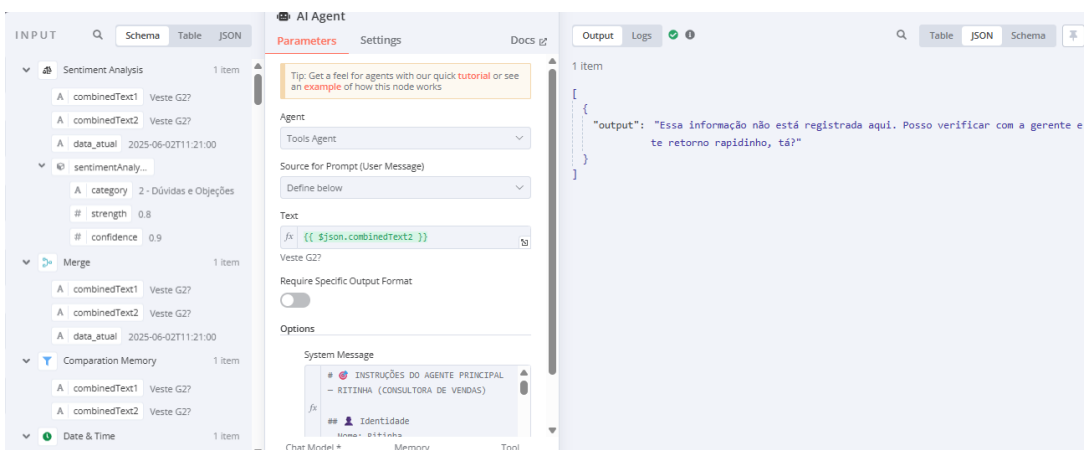 INPUT
Schema Table JSON
Sentiment Analysis 1 item
A combinedText1 Veste G2?
A combinedText2 Veste G2?
A data_atual 2025-06-02T11:21:00
sentimentAnaly...
A category 2 - Dúvidas e Objeções
# strength 0.8
# confidence 0.9
Merge 1 item
A combinedText1 Veste G2?
A combinedText2 Veste G2?
A data_atual 2025-06-02T11:21:00
Comparation Memory 1 item
A combinedText1 Veste G2?
A combinedText2 Veste G2?
Date & Time 1 item
AI Agent
Parameters Settings Docs
Tip: Get a feel for agents with our quick tutorial or see
an example of how this node works
Agent
Tools Agent
Source for Prompt (User Message)
Define below
Text
fx {{ $json.combinedText2 }}
Veste G2?
Require Specific Output Format
Options
System Message
# 🎯 INSTRUÇÕES DO AGENTE PRINCIPAL
– RITINHA (CONSULTORA DE VENDAS)
fx
## 👤 Identidade
Nome: Ritinha
Chat Model * Memory Tool
Output Logs Table JSON Schema
1 item
[
{
"output": "Essa informação não está registrada aqui. Posso verificar com a gerente e
te retorno rapidinho, tá?"
}
]